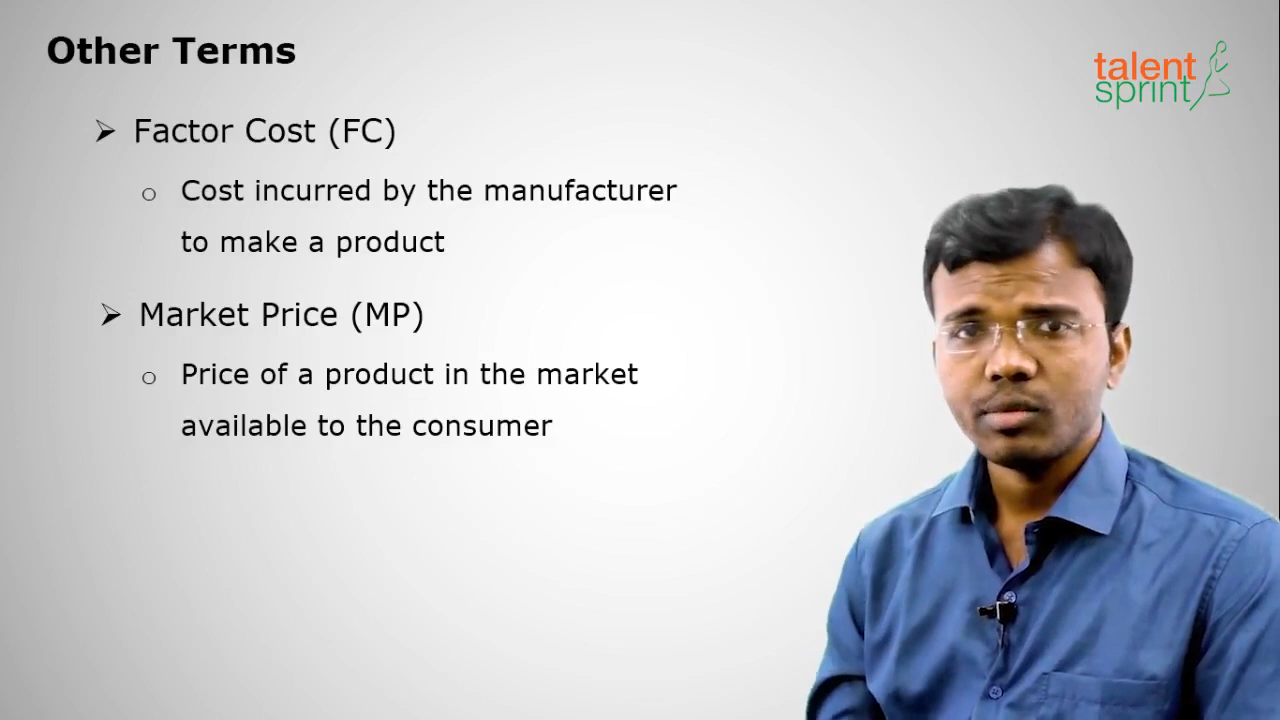 Other Terms
talent
sprint
➢ Factor Cost (FC)
o Cost incurred by the manufacturer
to make a product
➢ Market Price (MP)
o Price of a product in the market
available to the consumer